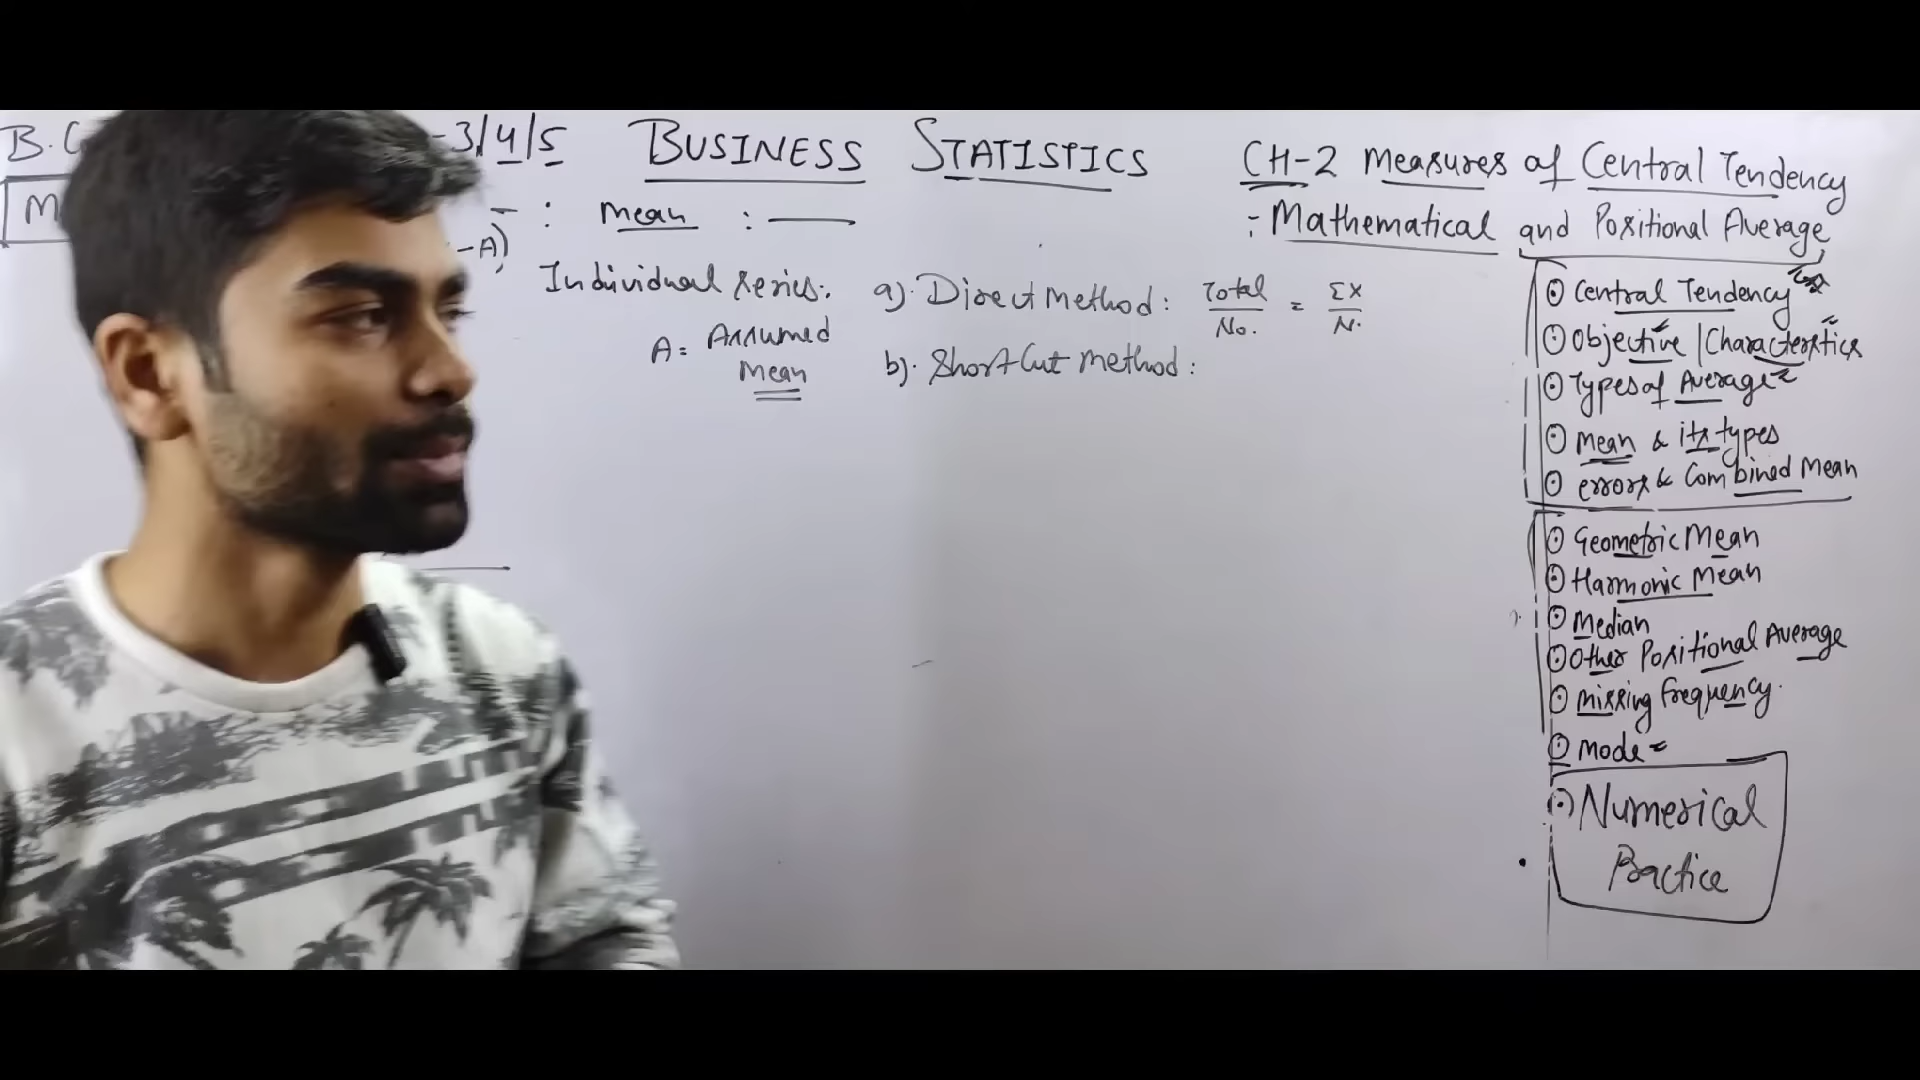 -3/4/5 BUSINESS STATISTICS CH-2 Measures of Central Tendency
: Mathematical and Positional Average
M : Mean :
-A)
Individual Series: a). Direct Method: Total/No. = ΣX/N.
A= Assumed Mean
b). Short Cut Method:
Central Tendency
Objective / Characteristics
Types of Average
Mean & its types
errors & Combined Mean
Geometric Mean
Harmonic Mean
Median
Other Positional Average
Missing frequency.
Mode
Numerical
Practice